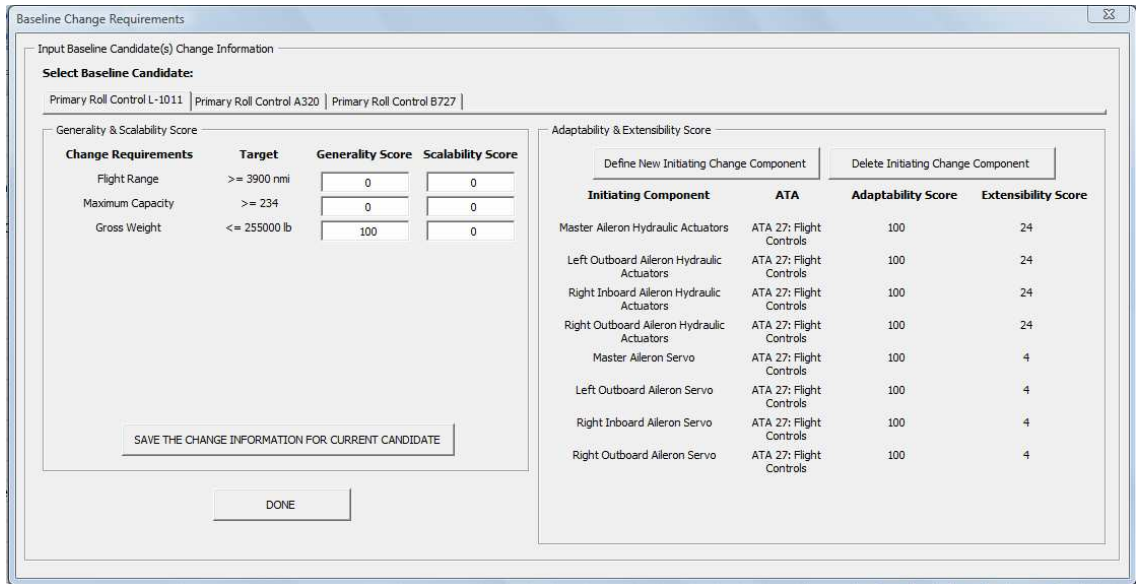 Baseline Change Requirements
Input Baseline Candidate(s) Change Information
Select Baseline Candidate:
Primary Roll Control L-1011 Primary Roll Control A320 Primary Roll Control B727
Generality & Scalability Score
Change Requirements Target Generality Score Scalability Score
Flight Range >= 3900 nmi 0 0
Maximum Capacity >= 234 0 0
Gross Weight <= 255000 lb 100 0
SAVE THE CHANGE INFORMATION FOR CURRENT CANDIDATE
DONE
Adaptability & Extensibility Score
Define New Initiating Change Component Delete Initiating Change Component
Initiating Component ATA Adaptability Score Extensibility Score
Master Aileron Hydraulic Actuators ATA 27: Flight 100 24
Controls
Left Outboard Aileron Hydraulic ATA 27: Flight 100 24
Actuators Controls
Right Inboard Aileron Hydraulic ATA 27: Flight 100 24
Actuators Controls
Right Outboard Aileron Hydraulic ATA 27: Flight 100 24
Actuators Controls
Master Aileron Servo ATA 27: Flight 100 4
Controls
Left Outboard Aileron Servo ATA 27: Flight 100 4
Controls
Right Inboard Aileron Servo ATA 27: Flight 100 4
Controls
Right Outboard Aileron Servo ATA 27: Flight 100 4
Controls